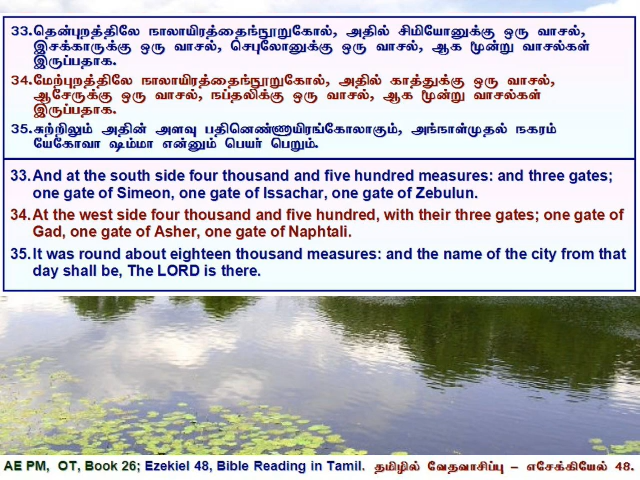 33.தென்புறத்திலே நாலாயிரத்தைந்நூறுகோல், அதில் சிமியோனுக்கு ஒரு வாசல்,
இசக்காருக்கு ஒரு வாசல், செபுலோனுக்கு ஒரு வாசல், ஆக மூன்று வாசல்கள்
இருப்பதாக.
34.மேற்புறத்திலே நாலாயிரத்தைந்நூறுகோல், அதில் காத்துக்கு ஒரு வாசல்,
ஆசேருக்கு ஒரு வாசல், நப்தலிக்கு ஒரு வாசல், ஆக மூன்று வாசல்கள்
இருப்பதாக.
35.சுற்றிலும் அதின் அளவு பதினெண்ணாயிரங்கோலாகும், அந்நாள்முதல் நகரம்
யேகோவா ஷம்மா என்னும் பெயர் பெறும்.
33.And at the south side four thousand and five hundred measures: and three gates;
one gate of Simeon, one gate of Issachar, one gate of Zebulun.
34.At the west side four thousand and five hundred, with their three gates; one gate of
Gad, one gate of Asher, one gate of Naphtali.
35.It was round about eighteen thousand measures: and the name of the city from that
day shall be, The LORD is there.
AE PM, OT, Book 26; Ezekiel 48, Bible Reading in Tamil. தமிழில் வேதவாசிப்பு – எசேக்கியேல் 48.